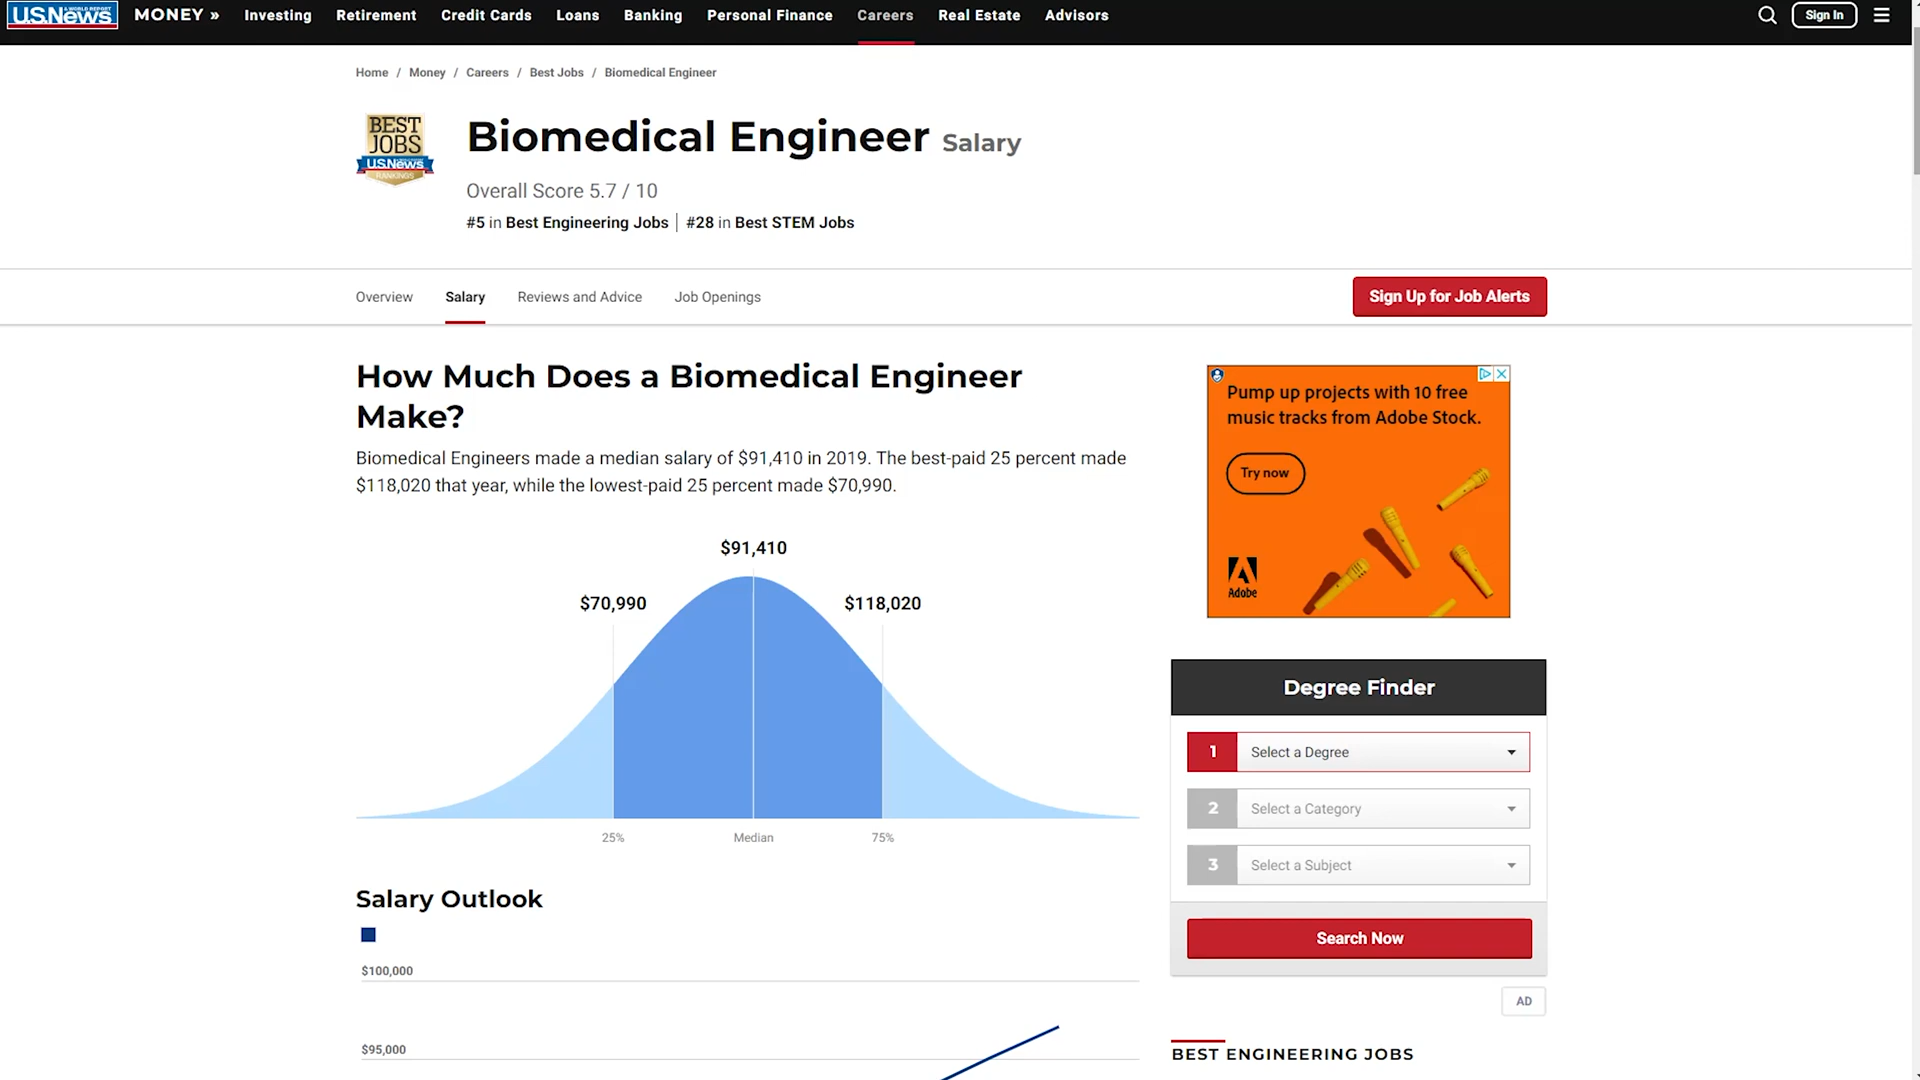 U.S.News
& WORLD REPORT
MONEY »
Investing
Retirement
Credit Cards
Loans
Banking
Personal Finance
Careers
Real Estate
Advisors
Sign In
Home / Money / Careers / Best Jobs / Biomedical Engineer
BEST
JOBS
U.S.News
RANKINGS
Biomedical Engineer Salary
Overall Score 5.7 / 10
#5 in Best Engineering Jobs | #28 in Best STEM Jobs
Overview
Salary
Reviews and Advice
Job Openings
Sign Up for Job Alerts
How Much Does a Biomedical Engineer
Make?
Biomedical Engineers made a median salary of $91,410 in 2019. The best-paid 25 percent made
$118,020 that year, while the lowest-paid 25 percent made $70,990.
$91,410
$70,990
$118,020
25%
Median
75%
Salary Outlook
$100,000
$95,000
Pump up projects with 10 free
music tracks from Adobe Stock.
Try now
Adobe
Degree Finder
1 Select a Degree
2 Select a Category
3 Select a Subject
Search Now
AD
BEST ENGINEERING JOBS